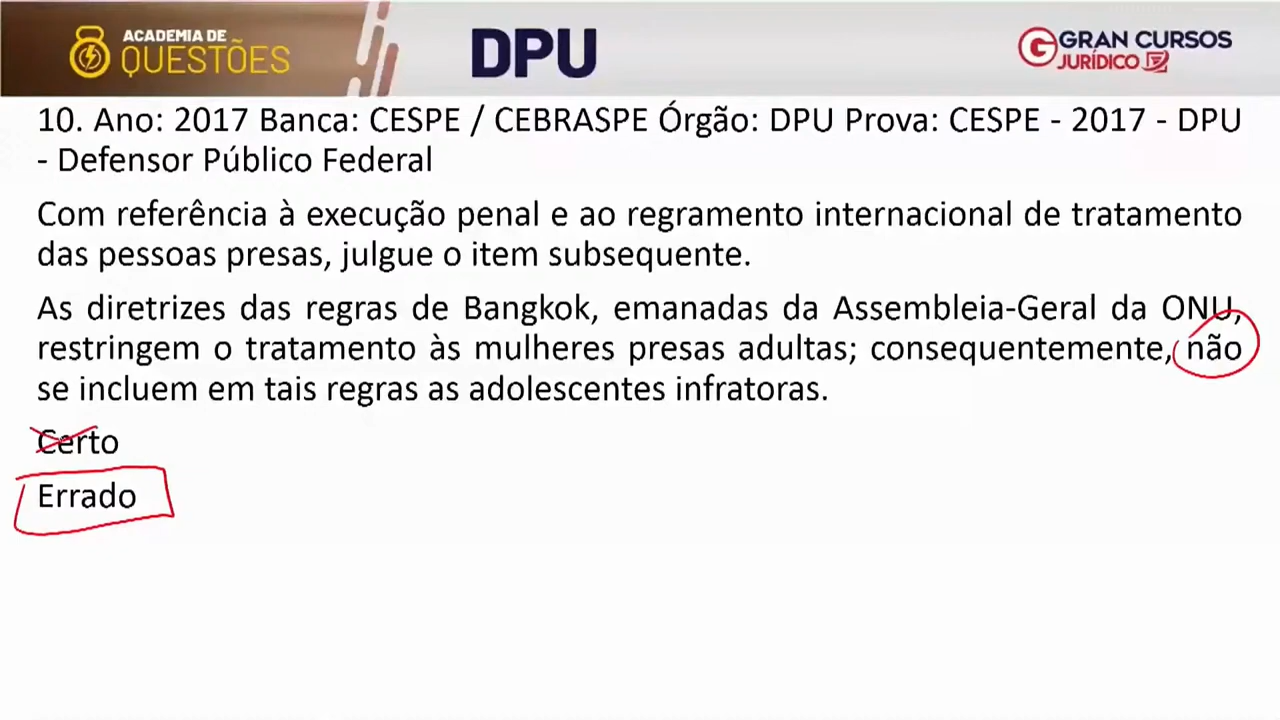 ACADEMIA DE
QUESTÕES
DPU
GRAN CURSOS
JURÍDICO
10. Ano: 2017 Banca: CESPE / CEBRASPE Órgão: DPU Prova: CESPE - 2017 - DPU
- Defensor Público Federal
Com referência à execução penal e ao regramento internacional de tratamento
das pessoas presas, julgue o item subsequente.
As diretrizes das regras de Bangkok, emanadas da Assembleia-Geral da ONU,
restringem o tratamento às mulheres presas adultas; consequentemente, não
se incluem em tais regras as adolescentes infratoras.
Certo
Errado